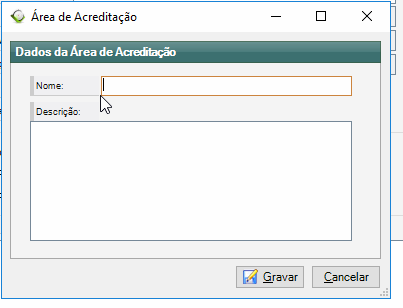 Área de Acreditação
Dados da Área de Acreditação
Nome:
Descrição:
Gravar
Cancelar